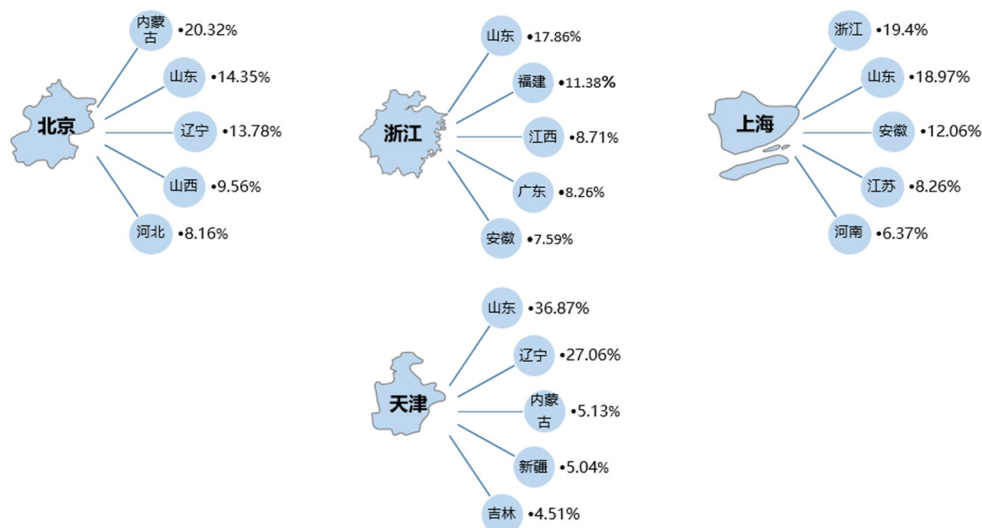 北京
内蒙
古
•20.32%
山东
•14.35%
辽宁
•13.78%
山西
•9.56%
河北
•8.16%
浙江
山东
•17.86%
福建
•11.38%
江西
•8.71%
广东
•8.26%
安徽
•7.59%
上海
浙江
•19.4%
山东
•18.97%
安徽
•12.06%
江苏
•8.26%
河南
•6.37%
天津
山东
•36.87%
辽宁
•27.06%
内蒙
古
•5.13%
新疆
•5.04%
吉林
•4.51%